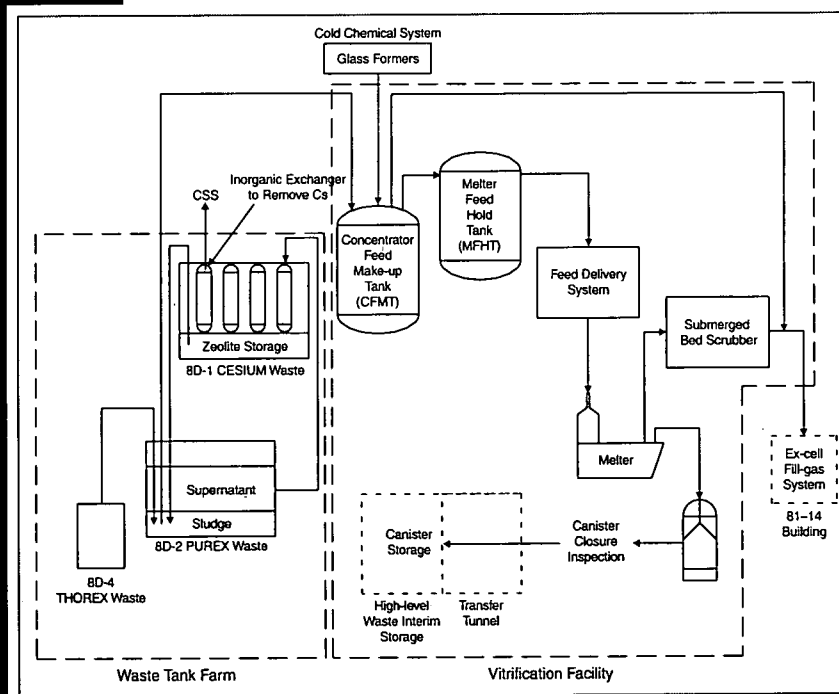 Cold Chemical System
Glass Formers
Inorganic Exchanger
to Remove Cs
CSS
Concentrator
Feed
Make-up
Tank
(CFMT)
Melter
Feed
Hold
Tank
(MFHT)
Feed Delivery
System
Submerged
Bed Scrubber
Zeolite Storage
8D-1 CESIUM Waste
Supernatant
Sludge
8D-2 PUREX Waste
8D-4
THOREX Waste
Melter
Ex-cell
Fill-gas
System
81-14
Building
Canister
Storage
Canister
Closure
Inspection
High-level
Waste Interim
Storage
Transfer
Tunnel
Waste Tank Farm
Vitrification Facility